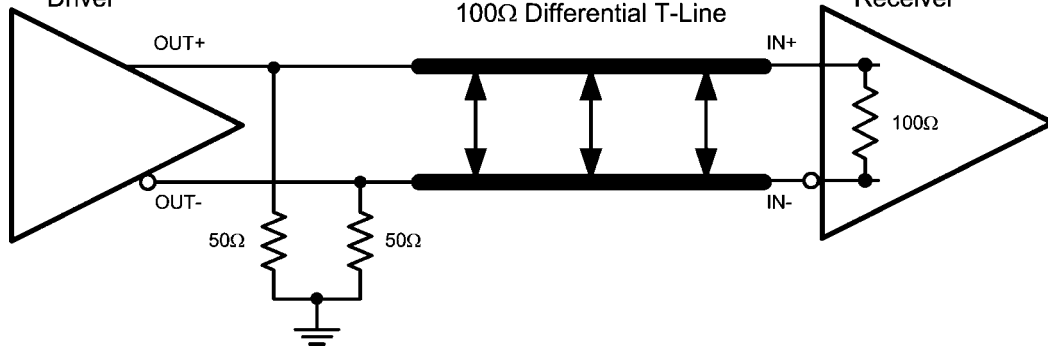 Driver
100Ω Differential T-Line
Receiver
OUT+
IN+
100Ω
OUT-
IN-
50Ω
50Ω